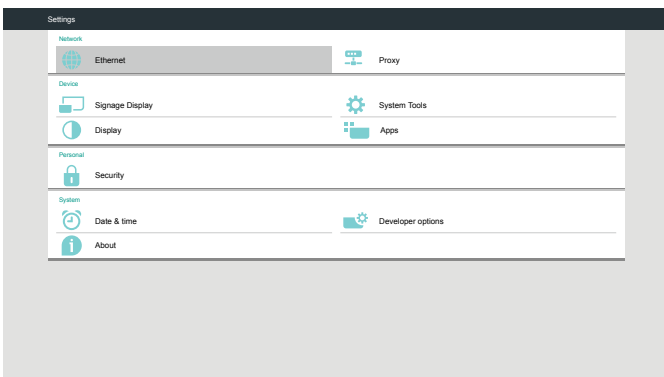 Settings
Network
Ethernet
Proxy
Device
Signage Display
System Tools
Display
Apps
Personal
Security
System
Date & time
Developer options
About